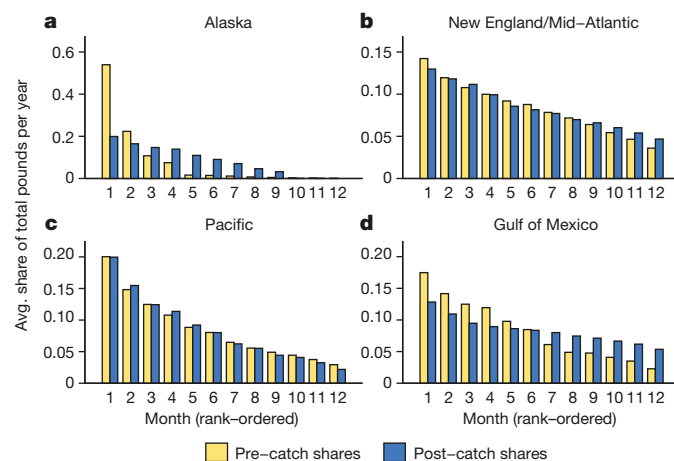 a Alaska
b New England/Mid–Atlantic
Avg. share of total pounds per year
0.6
0.4
0.2
0
1 2 3 4 5 6 7 8 9 10 11 12
0.15
0.10
0.05
0
1 2 3 4 5 6 7 8 9 10 11 12
c Pacific
d Gulf of Mexico
0.20
0.15
0.10
0.05
0
1 2 3 4 5 6 7 8 9 10 11 12
Month (rank–ordered)
0.20
0.15
0.10
0.05
0
1 2 3 4 5 6 7 8 9 10 11 12
Month (rank–ordered)
Pre–catch shares Post–catch shares